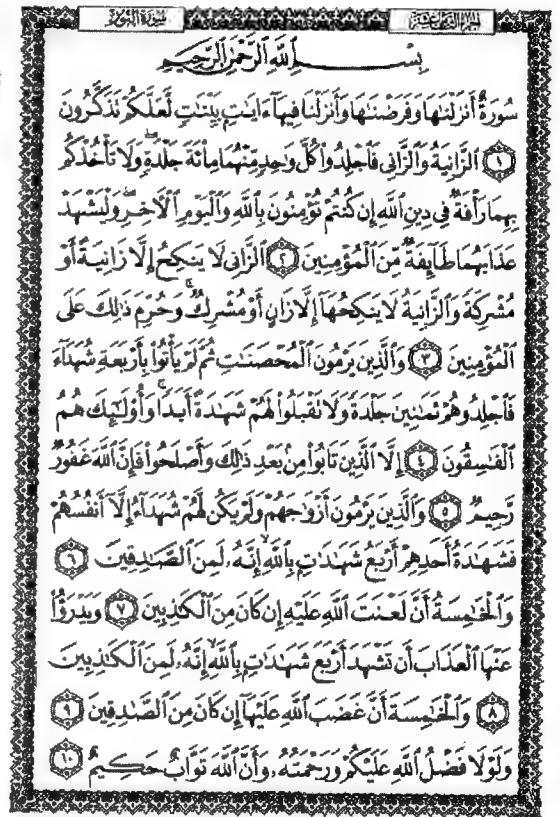 سُورَةُ النُّورِ
الجزء الثامن عشر
بِسْمِ ٱللَّهِ ٱلرَّحْمَٰنِ ٱلرَّحِيمِ
سُورَةٌ أَنزَلْنَٰهَا وَفَرَضْنَٰهَا وَأَنزَلْنَا فِيهَآ ءَايَٰتٍۭ بَيِّنَٰتٍ لَّعَلَّكُمْ تَذَكَّرُونَ
١ ٱلزَّانِيَةُ وَٱلزَّانِى فَٱجْلِدُوا۟ كُلَّ وَٰحِدٍ مِّنْهُمَا مِا۟ئَةَ جَلْدَةٍ ۖ وَلَا تَأْخُذْكُم
بِهِمَا رَأْفَةٌ فِى دِينِ ٱللَّهِ إِن كُنتُمْ تُؤْمِنُونَ بِٱللَّهِ وَٱلْيَوْمِ ٱلْءَاخِرِ ۖ وَلْيَشْهَدْ
عَذَابَهُمَا طَآئِفَةٌ مِّنَ ٱلْمُؤْمِنِينَ ٢ ٱلزَّانِى لَا يَنكِحُ إِلَّا زَانِيَةً أَوْ
مُشْرِكَةً وَٱلزَّانِيَةُ لَا يَنكِحُهَآ إِلَّا زَانٍ أَوْ مُشْرِكٌ ۚ وَحُرِّمَ ذَٰلِكَ عَلَى
ٱلْمُؤْمِنِينَ ٣ وَٱلَّذِينَ يَرْمُونَ ٱلْمُحْصَنَٰتِ ثُمَّ لَمْ يَأْتُوا۟ بِأَرْبَعَةِ شُهَدَآءَ
فَٱجْلِدُوهُمْ ثَمَٰنِينَ جَلْدَةً وَلَا تَقْبَلُوا۟ لَهُمْ شَهَٰدَةً أَبَدًا ۚ وَأُو۟لَٰٓئِكَ هُمُ
ٱلْفَٰسِقُونَ ٤ إِلَّا ٱلَّذِينَ تَابُوا۟ مِنۢ بَعْدِ ذَٰلِكَ وَأَصْلَحُوا۟ فَإِنَّ ٱللَّهَ غَفُورٌ
رَّحِيمٌ ٥ وَٱلَّذِينَ يَرْمُونَ أَزْوَٰجَهُمْ وَلَمْ يَكُن لَّهُمْ شُهَدَآءُ إِلَّآ أَنفُسُهُمْ
فَشَهَٰدَةُ أَحَدِهِمْ أَرْبَعُ شَهَٰدَٰتٍۭ بِٱللَّهِ ۙ إِنَّهُۥ لَمِنَ ٱلصَّٰدِقِينَ ٦
وَٱلْخَٰمِسَةُ أَنَّ لَعْنَتَ ٱللَّهِ عَلَيْهِ إِن كَانَ مِنَ ٱلْكَٰذِبِينَ ٧ وَيَدْرَؤُا۟
عَنْهَا ٱلْعَذَابَ أَن تَشْهَدَ أَرْبَعَ شَهَٰدَٰتٍۭ بِٱللَّهِ ۙ إِنَّهُۥ لَمِنَ ٱلْكَٰذِبِينَ
٨ وَٱلْخَٰمِسَةَ أَنَّ غَضَبَ ٱللَّهِ عَلَيْهَآ إِن كَانَ مِنَ ٱلصَّٰدِقِينَ ٩
وَلَوْلَا فَضْلُ ٱللَّهِ عَلَيْكُمْ وَرَحْمَتُهُۥ وَأَنَّ ٱللَّهَ تَوَّابٌ حَكِيمٌ ١٠